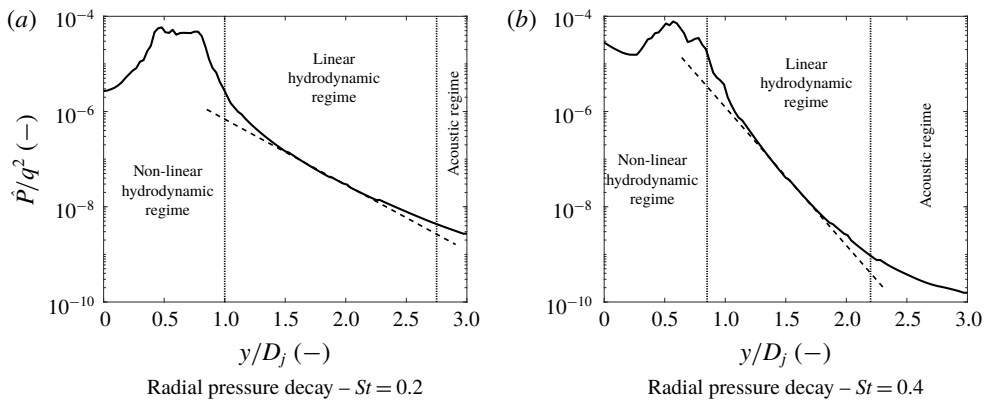 (a)
10⁻⁴
10⁻⁶
10⁻⁸
10⁻¹⁰
P̂/q² (–)
Non-linear
hydrodynamic
regime
Linear
hydrodynamic
regime
Acoustic regime
0 0.5 1.0 1.5 2.0 2.5 3.0
y/Dⱼ (–)
Radial pressure decay – St = 0.2
(b)
10⁻⁴
10⁻⁶
10⁻⁸
10⁻¹⁰
Non-linear
hydrodynamic
regime
Linear
hydrodynamic
regime
Acoustic regime
0 0.5 1.0 1.5 2.0 2.5 3.0
y/Dⱼ (–)
Radial pressure decay – St = 0.4